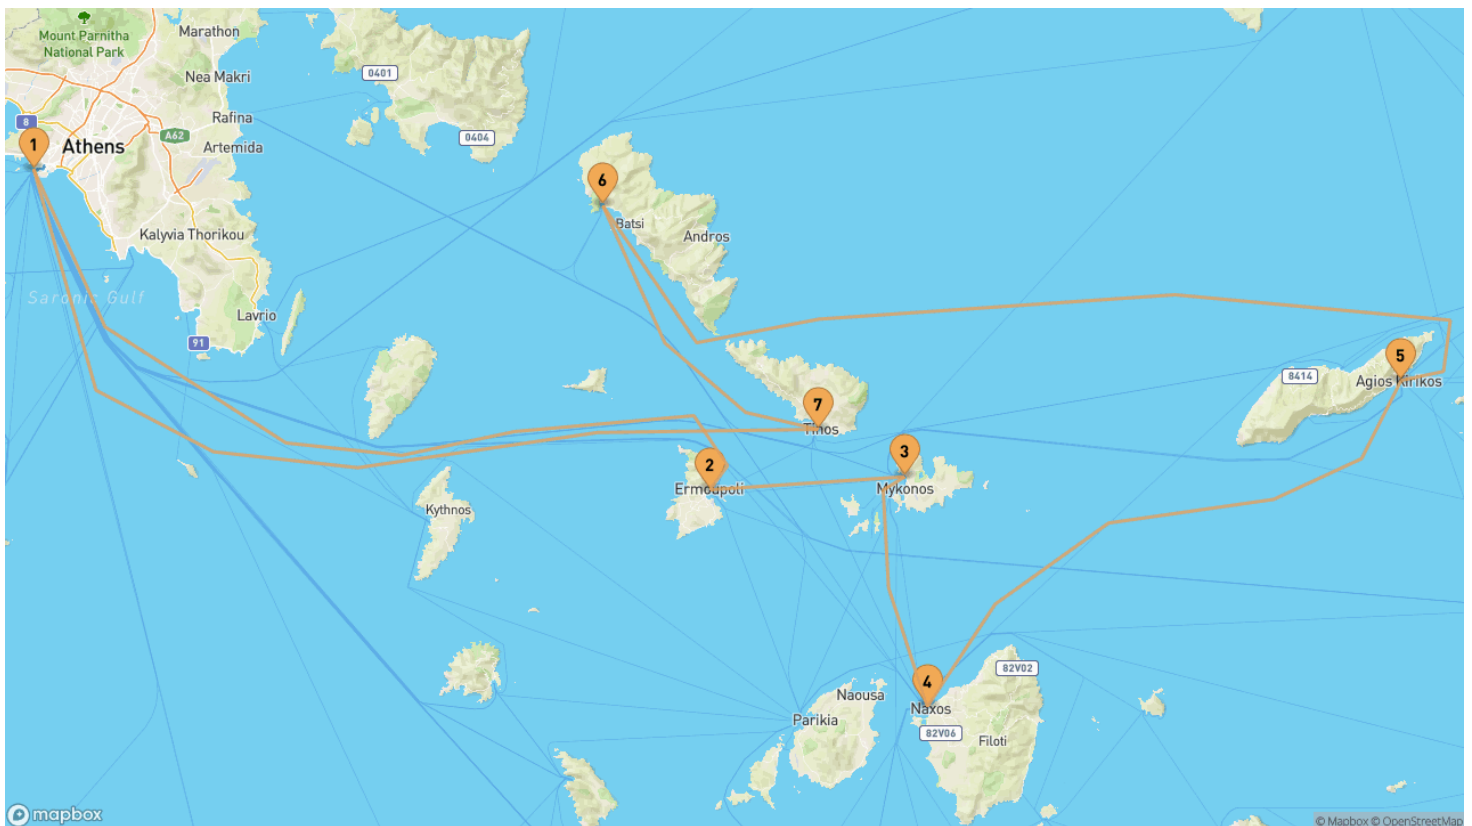 Mount Parnitha
National Park
Marathon
Nea Makri
0401
8
Rafina
1
Athens
A62
0404
Artemida
6
Batsi
Kalyvia Thorikou
Andros
Saronic Gulf
Lavrio
91
5
8414
Agios Kirikos
7
Tinos
2
3
Ermoupoli
Mykonos
Kythnos
82V02
4
Naousa
Naxos
Parikia
82V06
Filoti
mapbox
© Mapbox © OpenStreetMap